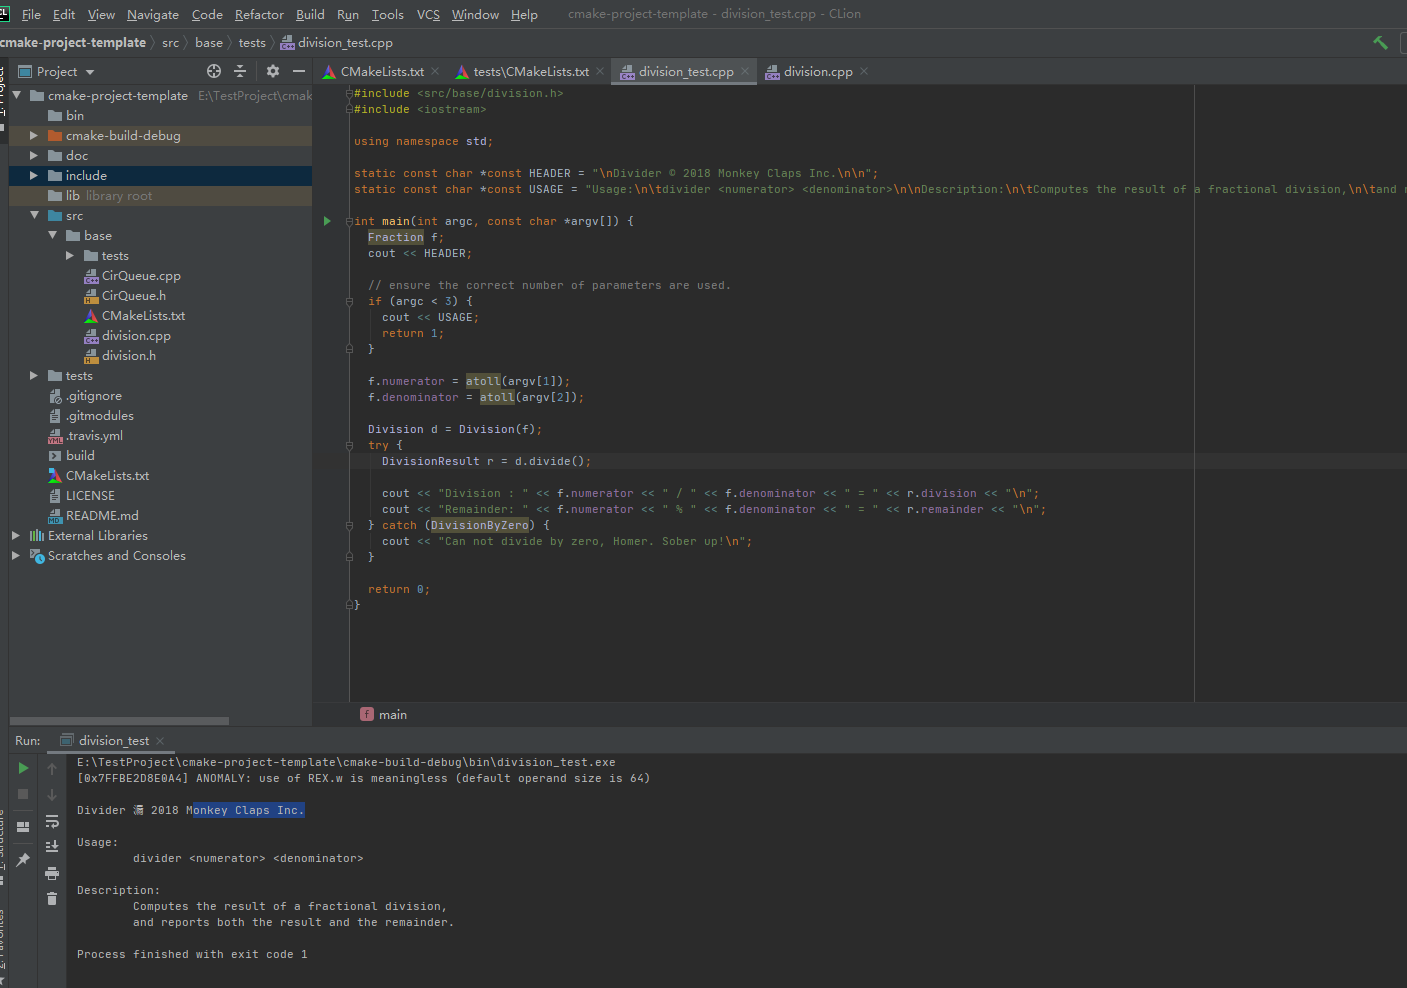 File Edit View Navigate Code Refactor Build Run Tools VCS Window Help cmake-project-template - division_test.cpp - CLion
cmake-project-template src base tests division_test.cpp
Project
CMakeLists.txt tests\CMakeLists.txt division_test.cpp division.cpp
cmake-project-template E:\TestProject\cmak
bin
cmake-build-debug
doc
include
lib library root
src
base
tests
CirQueue.cpp
CirQueue.h
CMakeLists.txt
division.cpp
division.h
tests
.gitignore
.gitmodules
.travis.yml
build
CMakeLists.txt
LICENSE
README.md
External Libraries
Scratches and Consoles
#include <src/base/division.h>
#include <iostream>
using namespace std;
static const char *const HEADER = "\nDivider © 2018 Monkey Claps Inc.\n\n";
static const char *const USAGE = "Usage:\n\tdivider <numerator> <denominator>\n\nDescription:\n\tComputes the result of a fractional division,\n\tand r
int main(int argc, const char *argv[]) {
Fraction f;
cout << HEADER;
// ensure the correct number of parameters are used.
if (argc < 3) {
cout << USAGE;
return 1;
}
f.numerator = atoll(argv[1]);
f.denominator = atoll(argv[2]);
Division d = Division(f);
try {
DivisionResult r = d.divide();
cout << "Division : " << f.numerator << " / " << f.denominator << " = " << r.division << "\n";
cout << "Remainder: " << f.numerator << " % " << f.denominator << " = " << r.remainder << "\n";
} catch (DivisionByZero) {
cout << "Can not divide by zero, Homer. Sober up!\n";
}
return 0;
}
f main
Run: division_test
E:\TestProject\cmake-project-template\cmake-build-debug\bin\division_test.exe
[0x7FFBE2D8E0A4] ANOMALY: use of REX.w is meaningless (default operand size is 64)
Divider 2018 Monkey Claps Inc.
Usage:
divider <numerator> <denominator>
Description:
Computes the result of a fractional division,
and reports both the result and the remainder.
Process finished with exit code 1